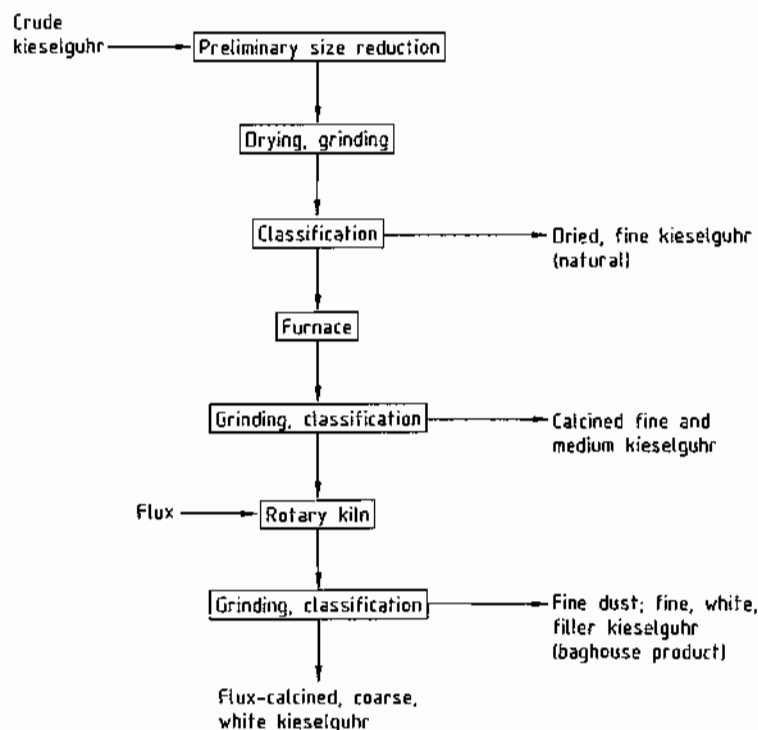 Crude
kieselguhr
Preliminary size reduction
Drying, grinding
Classification
Dried, fine kieselguhr
(natural)
Furnace
Grinding, classification
Calcined fine and
medium kieselguhr
Flux
Rotary kiln
Grinding, classification
Fine dust; fine, white,
filler kieselguhr
(baghouse product)
Flux-calcined, coarse,
white kieselguhr